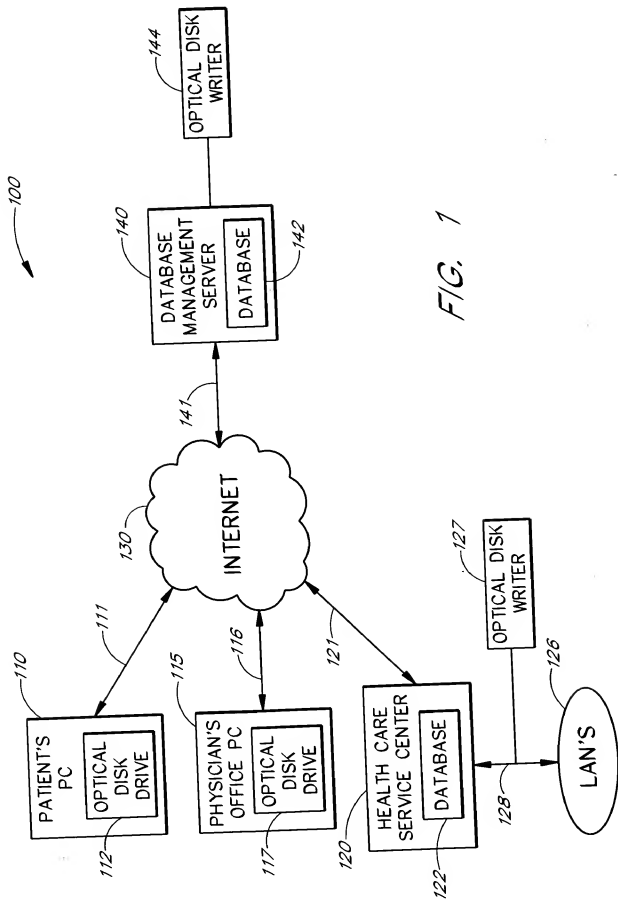 100
110
PATIENT'S
PC
OPTICAL
DISK
DRIVE
112
111
115
PHYSICIAN'S
OFFICE PC
OPTICAL
DISK
DRIVE
117
116
120
HEALTH CARE
SERVICE CENTER
DATABASE
122
121
130
INTERNET
141
140
DATABASE
MANAGEMENT
SERVER
DATABASE
142
144
OPTICAL DISK
WRITER
127
OPTICAL DISK
WRITER
128
126
LAN'S
FIG. 1